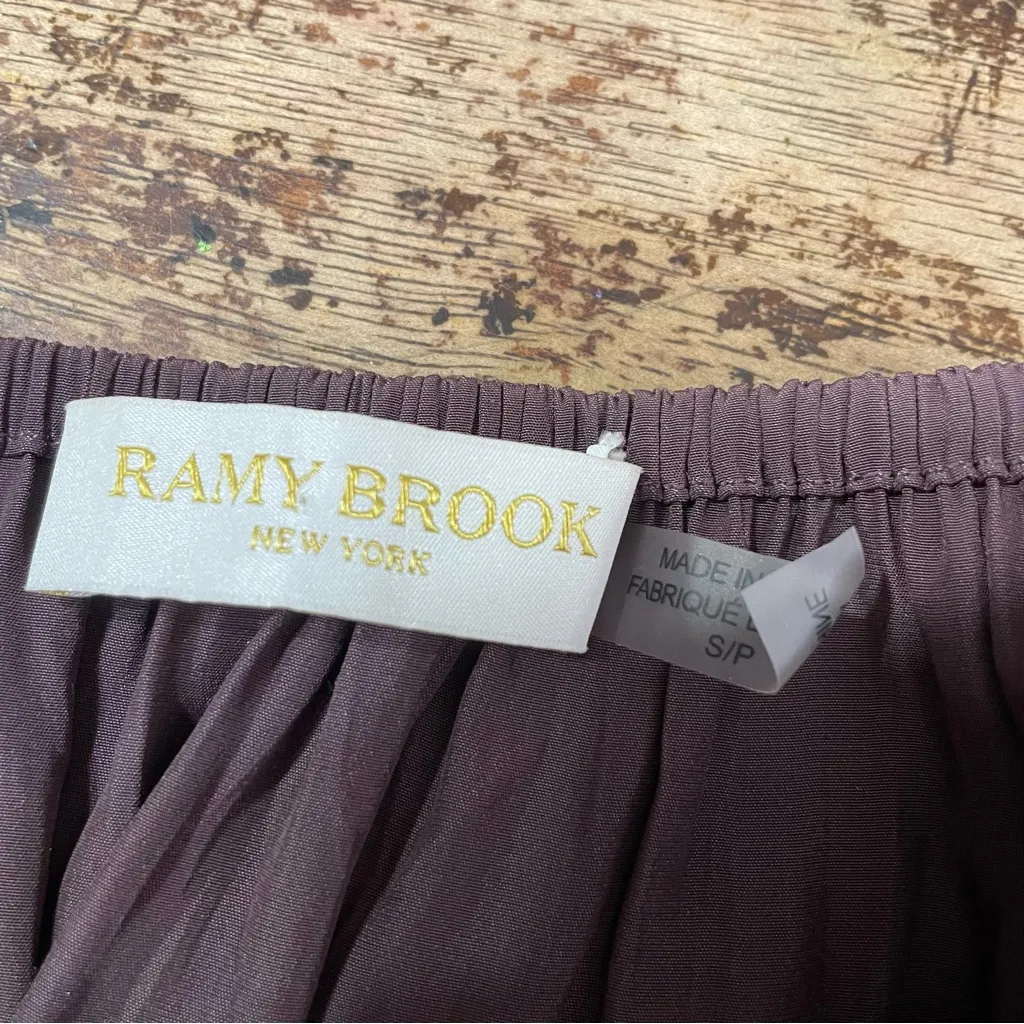 RAMY BROOK
NEW YORK
MADE IN
FABRIQUÉ
S/P